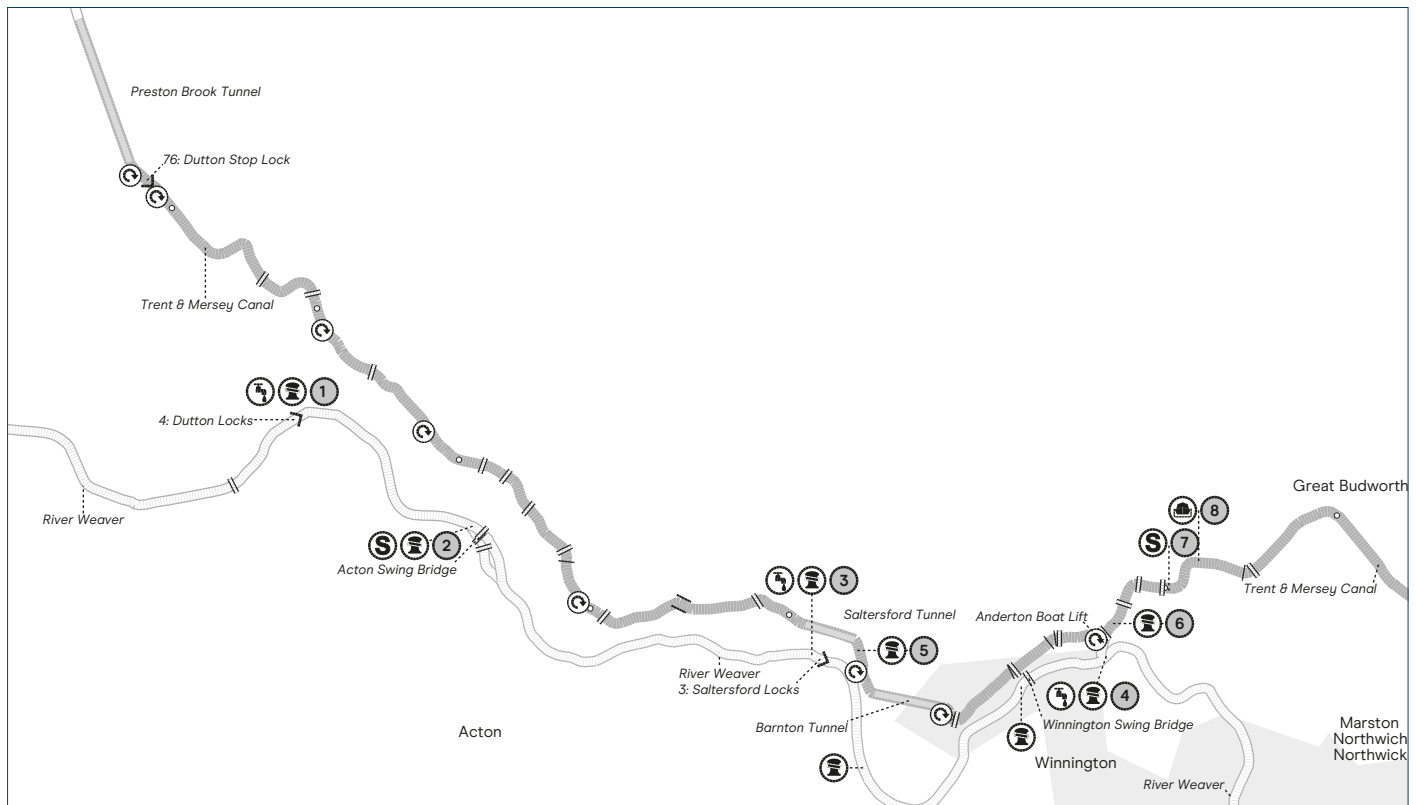 Preston Brook Tunnel
76: Dutton Stop Lock
Trent & Mersey Canal
1
4: Dutton Locks
River Weaver
S 2
Acton Swing Bridge
3
Saltersford Tunnel
5
River Weaver
3: Saltersford Locks
Barnton Tunnel
Acton
Great Budworth
8
S 7
Trent & Mersey Canal
Anderton Boat Lift
6
4
Winnington Swing Bridge
Winnington
Marston
Northwich
Northwick
River Weaver